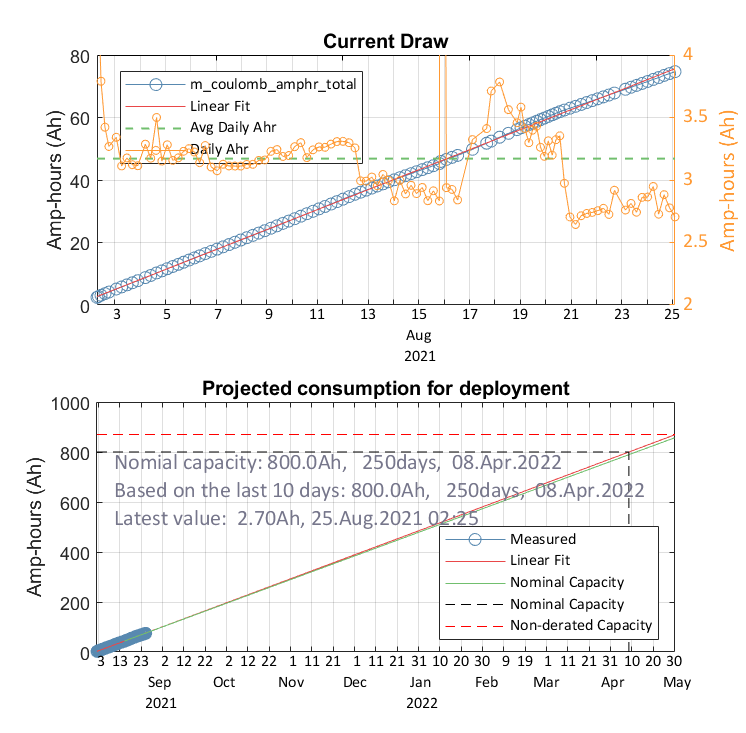 Current Draw
80
60
40
20
0
Amp-hours (Ah)
m_coulomb_amphr_total
Linear Fit
Avg Daily Ahr
Daily Ahr
4
3.5
3
2.5
2
Amp-hours (Ah)
3 5 7 9 11 13 15 17 19 21 23 25
Aug
2021
Projected consumption for deployment
1000
800
600
400
200
0
Amp-hours (Ah)
Nomial capacity: 800.0Ah, 250days, 08.Apr.2022
Based on the last 10 days: 800.0Ah, 250days, 08.Apr.2022
Latest value: 2.70Ah, 25.Aug.2021 02:25
Measured
Linear Fit
Nominal Capacity
Nominal Capacity
Non-derated Capacity
3 13 23 2 12 22 2 12 22 1 11 21 1 11 21 31 10 20 30 9 19 1 11 21 31 10 20 30
Sep Oct Nov Dec Jan Feb Mar Apr May
2021 2022